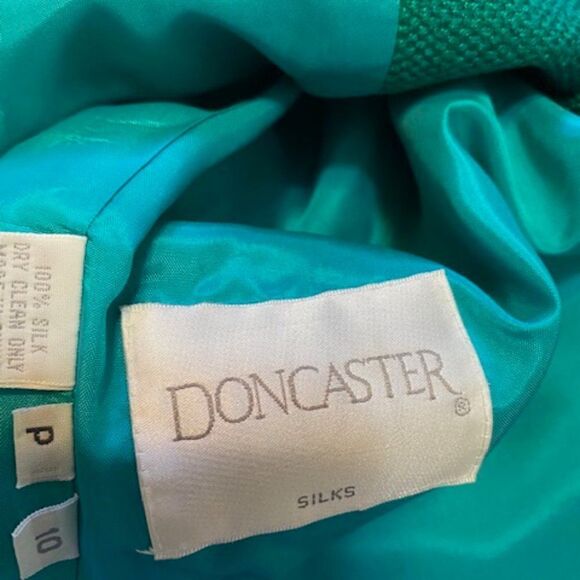 DONCASTER®
SILKS
100% SILK
DRY CLEAN ONLY
P
10